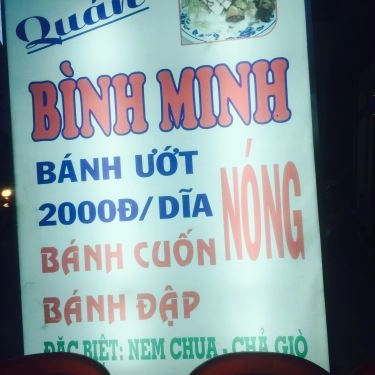 Quán
BÌNH MINH
BÁNH ƯỚT
2000Đ/DĨA
BÁNH CUỐN NÓNG
BÁNH ĐẬP
ĐẶC BIỆT: NEM CHUA - CHẢ GIÒ